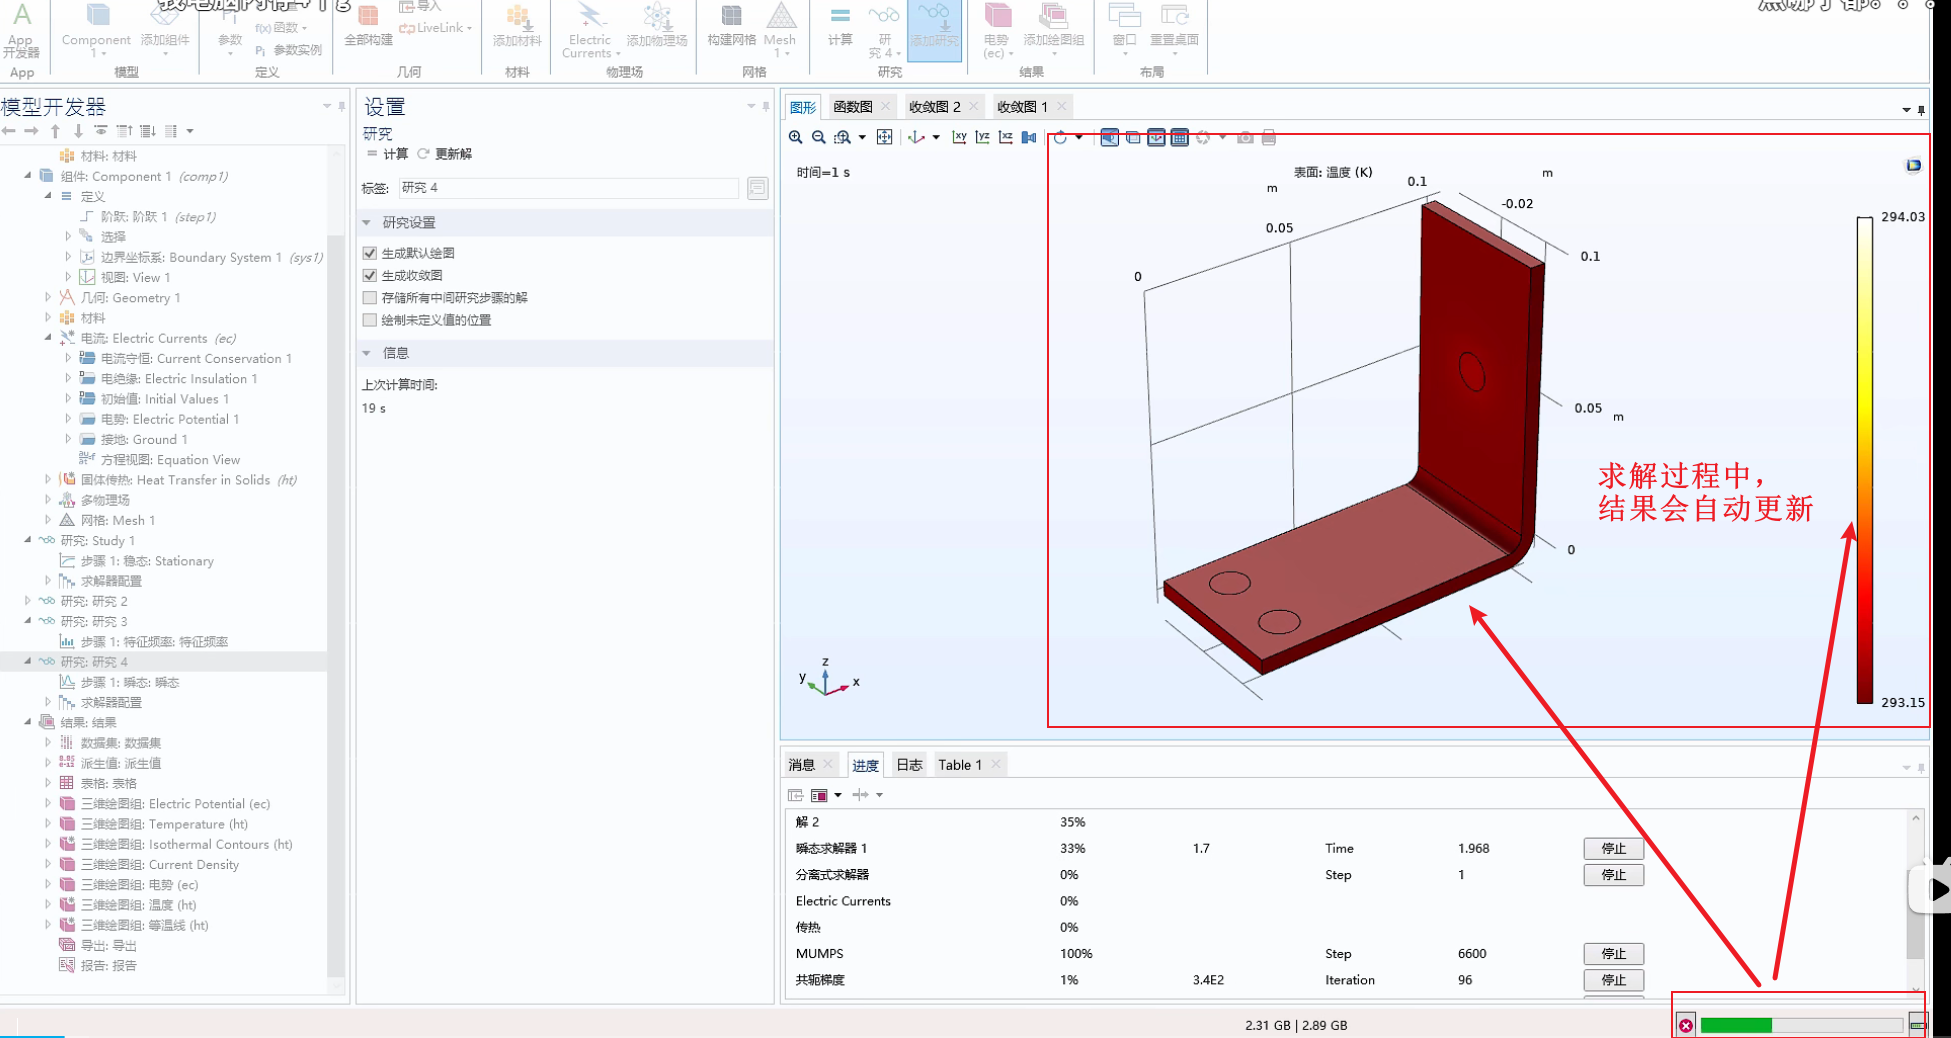 App
开发器
App
Component
1
添加组件
模型
参数
f(x)函数
Pi 参数实例
定义
全部构建
导入
LiveLink
几何
添加材料
材料
Electric
Currents
添加物理场
物理场
构建网格
Mesh
1
网格
计算
研
究 4
添加研究
研究
电势
(ec)
添加绘图组
结果
窗口
重置桌面
布局
模型开发器
材料: 材料
组件: Component 1 (comp1)
定义
阶跃: 阶跃 1 (step1)
选择
边界坐标系: Boundary System 1 (sys1)
视图: View 1
几何: Geometry 1
材料
电流: Electric Currents (ec)
电流守恒: Current Conservation 1
电绝缘: Electric Insulation 1
初始值: Initial Values 1
电势: Electric Potential 1
接地: Ground 1
方程视图: Equation View
固体传热: Heat Transfer in Solids (ht)
多物理场
网格: Mesh 1
研究: Study 1
步骤 1: 稳态: Stationary
求解器配置
研究: 研究 2
研究: 研究 3
步骤 1: 特征频率: 特征频率
研究: 研究 4
步骤 1: 瞬态: 瞬态
求解器配置
结果: 结果
数据集: 数据集
派生值: 派生值
表格: 表格
三维绘图组: Electric Potential (ec)
三维绘图组: Temperature (ht)
三维绘图组: Isothermal Contours (ht)
三维绘图组: Current Density
三维绘图组: 电势 (ec)
三维绘图组: 温度 (ht)
三维绘图组: 等温线 (ht)
导出: 导出
报告: 报告
设置
研究
= 计算 更新解
标签: 研究 4
研究设置
生成默认绘图
生成收敛图
存储所有中间研究步骤的解
绘制未定义值的位置
信息
上次计算时间:
19 s
图形 函数图 收敛图 2 收敛图 1
xy yz xz
时间=1 s
表面: 温度 (K)
m
0.1
m
-0.02
0.05
0.1
0
0.05
m
0
294.03
293.15
求解过程中，
结果会自动更新
z
y
x
消息 进度 日志 Table 1
解 2 35%
瞬态求解器 1 33% 1.7 Time 1.968 停止
分离式求解器 0% Step 1 停止
Electric Currents 0%
传热 0%
MUMPS 100% Step 6600 停止
共轭梯度 1% 3.4E2 Iteration 96 停止
2.31 GB | 2.89 GB